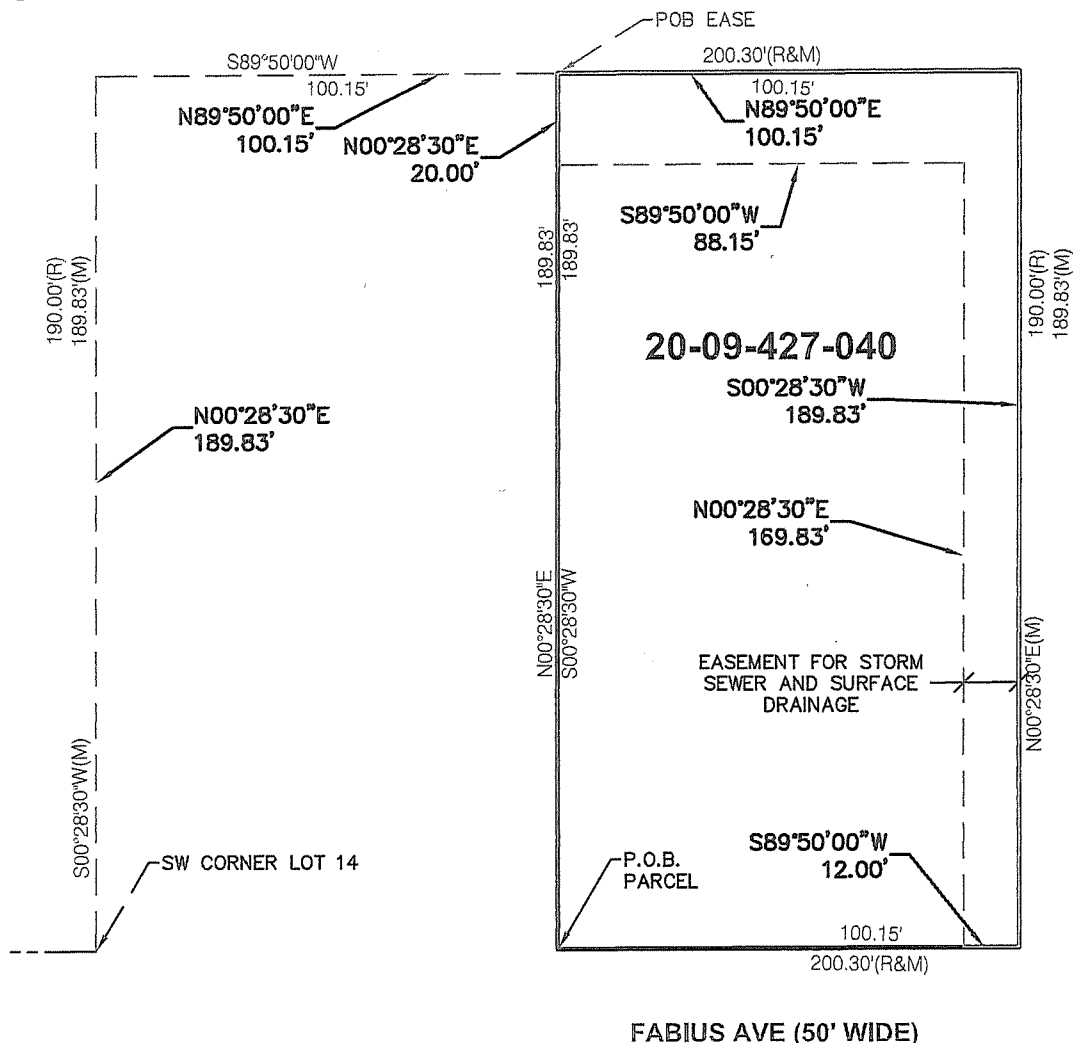 POB EASE
S89°50'00"W
100.15'
200.30'(R&M)
100.15'
N89°50'00"E
100.15'
N00°28'30"E
20.00'
N89°50'00"E
100.15'
S89°50'00"W
88.15'
190.00'(R)
189.83'(M)
189.83'
189.83'
190.00'(R)
189.83'(M)
20-09-427-040
S00°28'30"W
189.83'
N00°28'30"E
189.83'
N00°28'30"E
169.83'
N00°28'30"E
S00°28'30"W
EASEMENT FOR STORM
SEWER AND SURFACE
DRAINAGE
N00°28'30"E(M)
S00°28'30"W(M)
SW CORNER LOT 14
P.O.B.
PARCEL
S89°50'00"W
12.00'
100.15'
200.30'(R&M)
FABIUS AVE (50' WIDE)